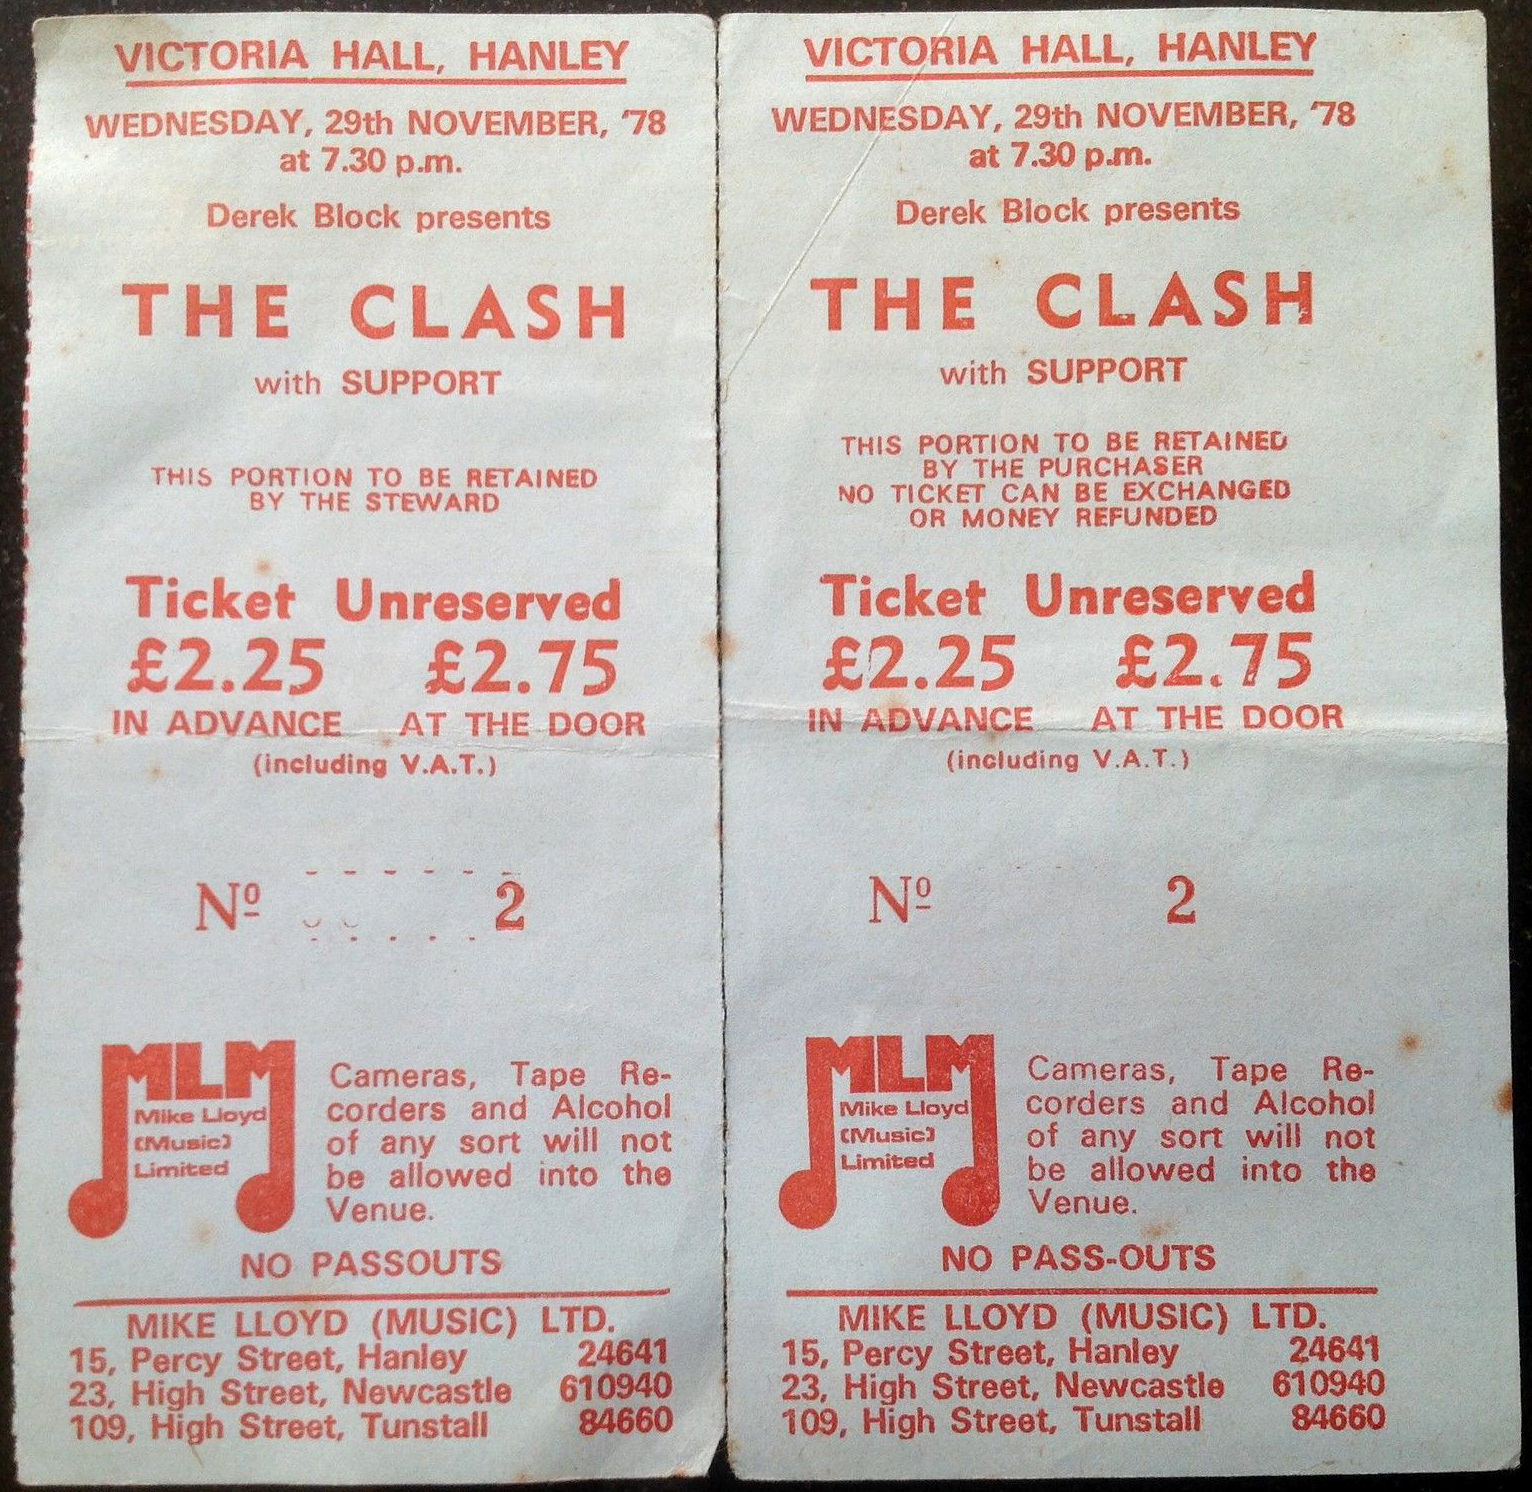 VICTORIA HALL, HANLEY
WEDNESDAY, 29th NOVEMBER, '78
at 7.30 p.m.
Derek Block presents
THE CLASH
with SUPPORT
THIS PORTION TO BE RETAINED
BY THE STEWARD
Ticket Unreserved
£2.25 £2.75
IN ADVANCE AT THE DOOR
(including V.A.T.)
Nº 2
MLM
Mike Lloyd
(Music)
Limited
Cameras, Tape Re-
corders and Alcohol
of any sort will not
be allowed into the
Venue.
NO PASSOUTS
MIKE LLOYD (MUSIC) LTD.
15, Percy Street, Hanley 24641
23, High Street, Newcastle 610940
109, High Street, Tunstall 84660
VICTORIA HALL, HANLEY
WEDNESDAY, 29th NOVEMBER, '78
at 7.30 p.m.
Derek Block presents
THE CLASH
with SUPPORT
THIS PORTION TO BE RETAINED
BY THE PURCHASER
NO TICKET CAN BE EXCHANGED
OR MONEY REFUNDED
Ticket Unreserved
£2.25 £2.75
IN ADVANCE AT THE DOOR
(including V.A.T.)
Nº 2
MLM
Mike Lloyd
(Music)
Limited
Cameras, Tape Re-
corders and Alcohol
of any sort will not
be allowed into the
Venue.
NO PASS-OUTS
MIKE LLOYD (MUSIC) LTD.
15, Percy Street, Hanley 24641
23, High Street, Newcastle 610940
109, High Street, Tunstall 84660